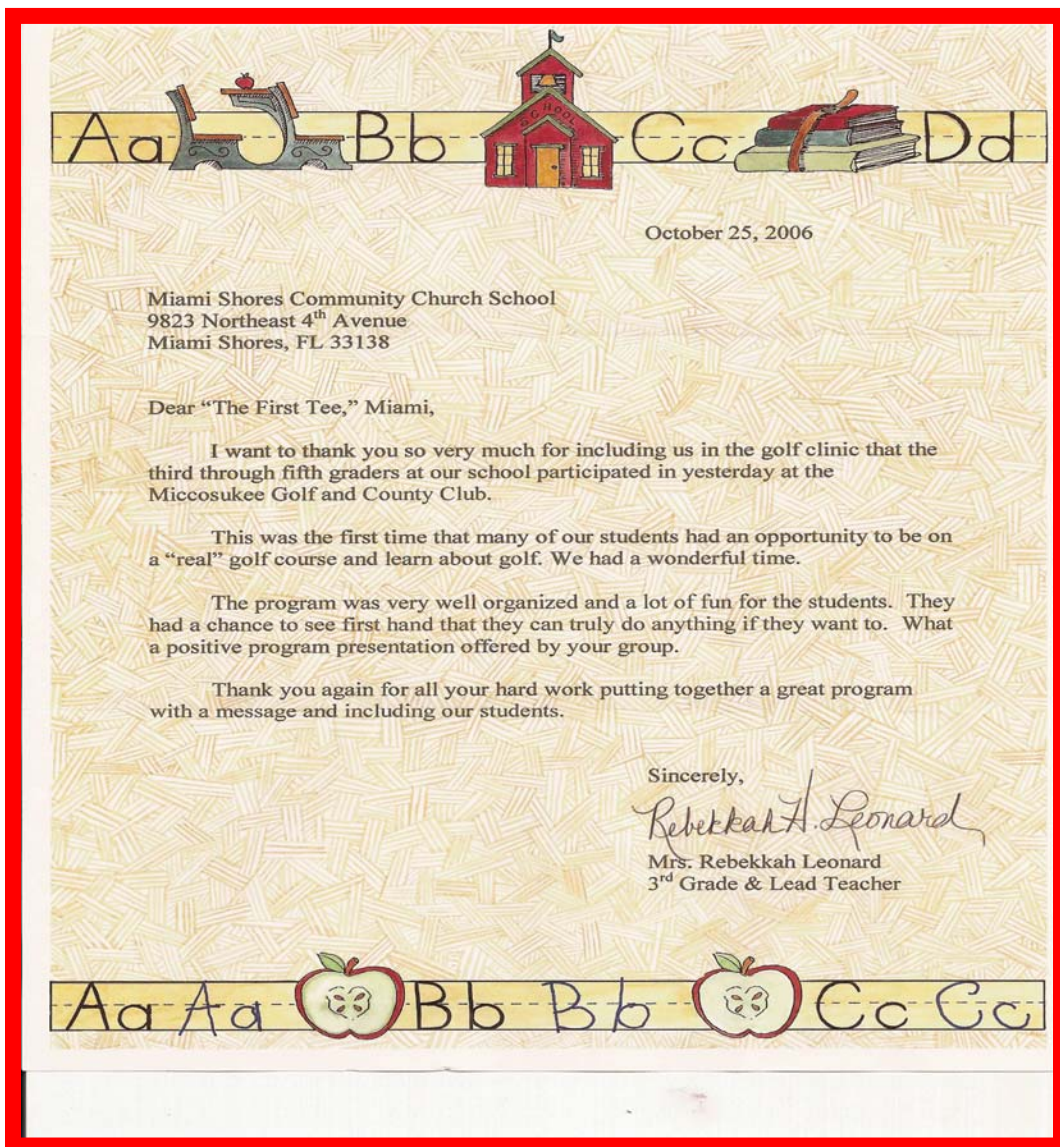 Aa Bb Cc Dd
SCHOOL
October 25, 2006
Miami Shores Community Church School
9823 Northeast 4th Avenue
Miami Shores, FL 33138
Dear “The First Tee,” Miami,
I want to thank you so very much for including us in the golf clinic that the
third through fifth graders at our school participated in yesterday at the
Miccosukee Golf and County Club.
This was the first time that many of our students had an opportunity to be on
a “real” golf course and learn about golf. We had a wonderful time.
The program was very well organized and a lot of fun for the students.  They
had a chance to see first hand that they can truly do anything if they want to.  What
a positive program presentation offered by your group.
Thank you again for all your hard work putting together a great program
with a message and including our students.
Sincerely,
Rebekkah H. Leonard
Mrs. Rebekkah Leonard
3rd Grade & Lead Teacher
Aa Aa Bb Bb Cc Cc